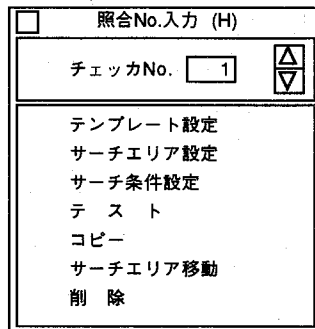 照合No.入力 (H)
チェッカNo. 1
テンプレート設定
サーチエリア設定
サーチ条件設定
テ ス ト
コピー
サーチエリア移動
削 除